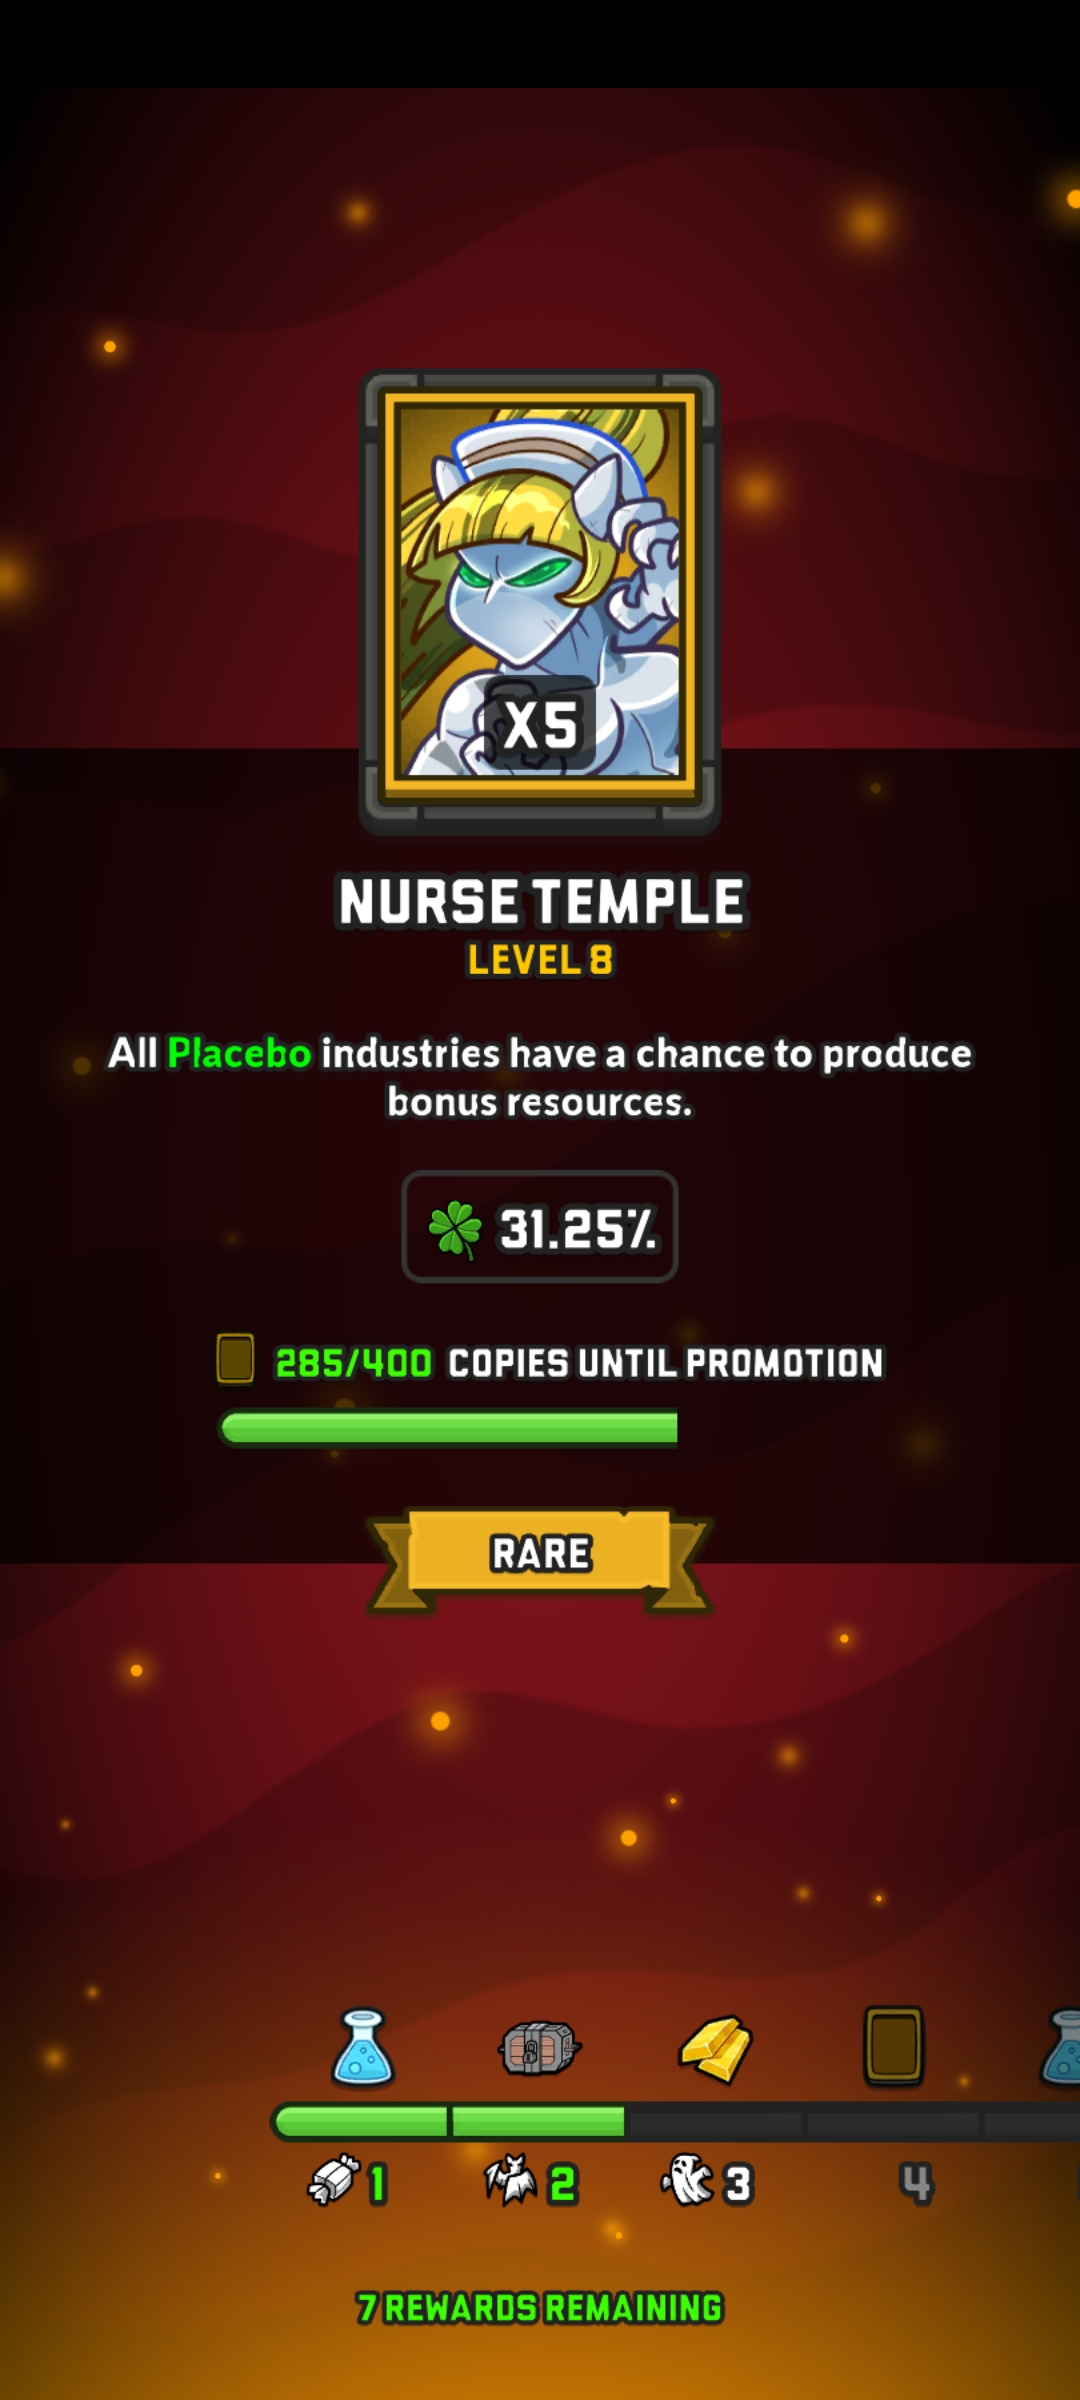 X5
NURSE TEMPLE
LEVEL 8
All Placebo industries have a chance to produce
bonus resources.
31.25%
285/400 COPIES UNTIL PROMOTION
RARE
1 2 3 4
7 REWARDS REMAINING